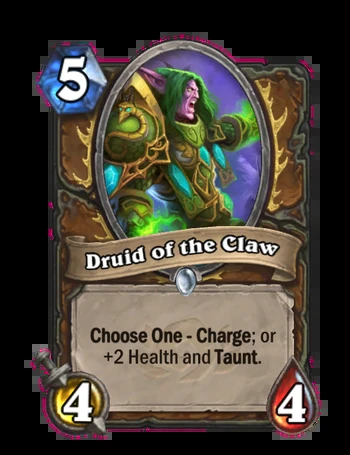 5
Druid of the Claw
Choose One - Charge; or
+2 Health and Taunt.
4
4